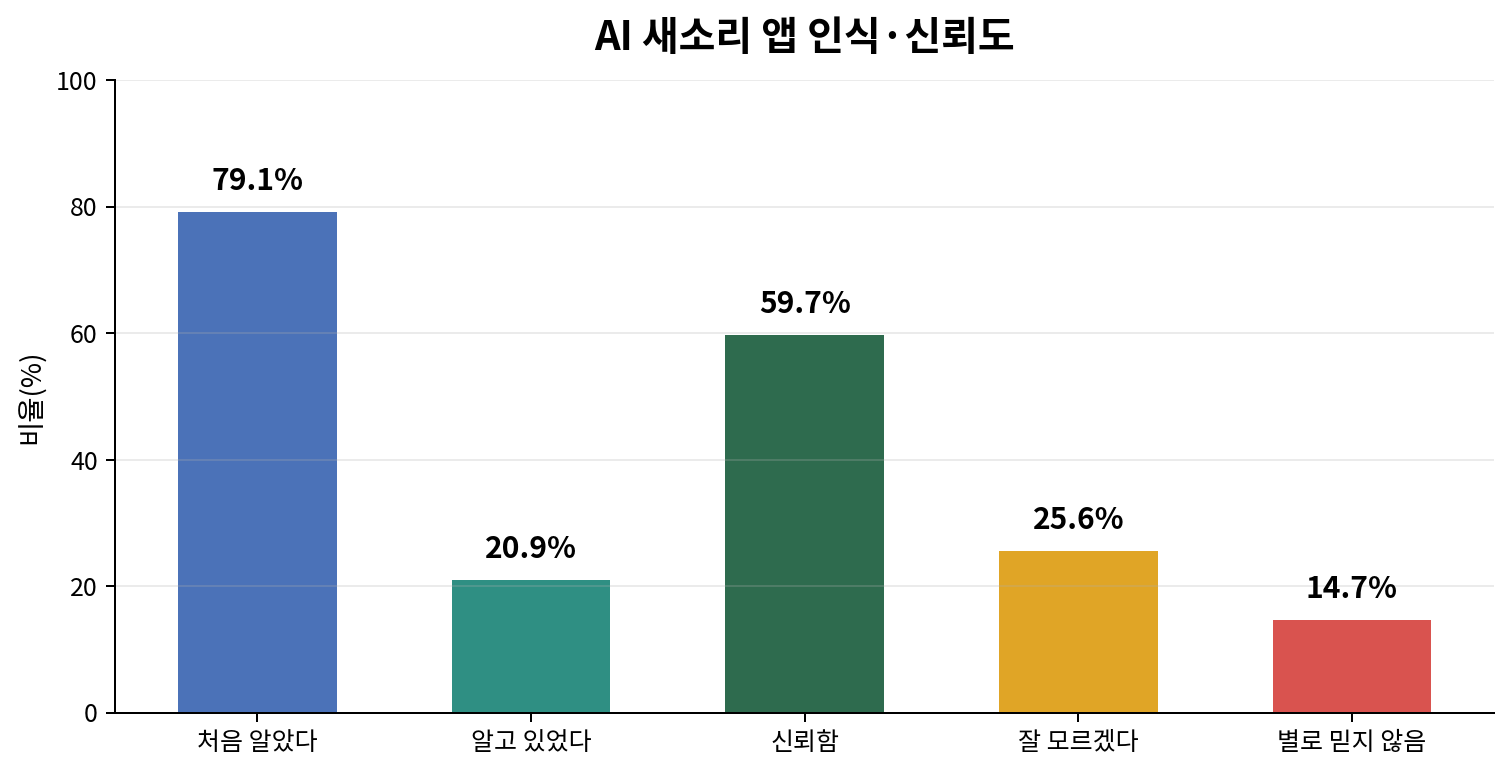 AI 새소리 앱 인식·신뢰도
비율(%)
100
80
60
40
20
0
79.1%
20.9%
59.7%
25.6%
14.7%
처음 알았다
알고 있었다
신뢰함
잘 모르겠다
별로 믿지 않음